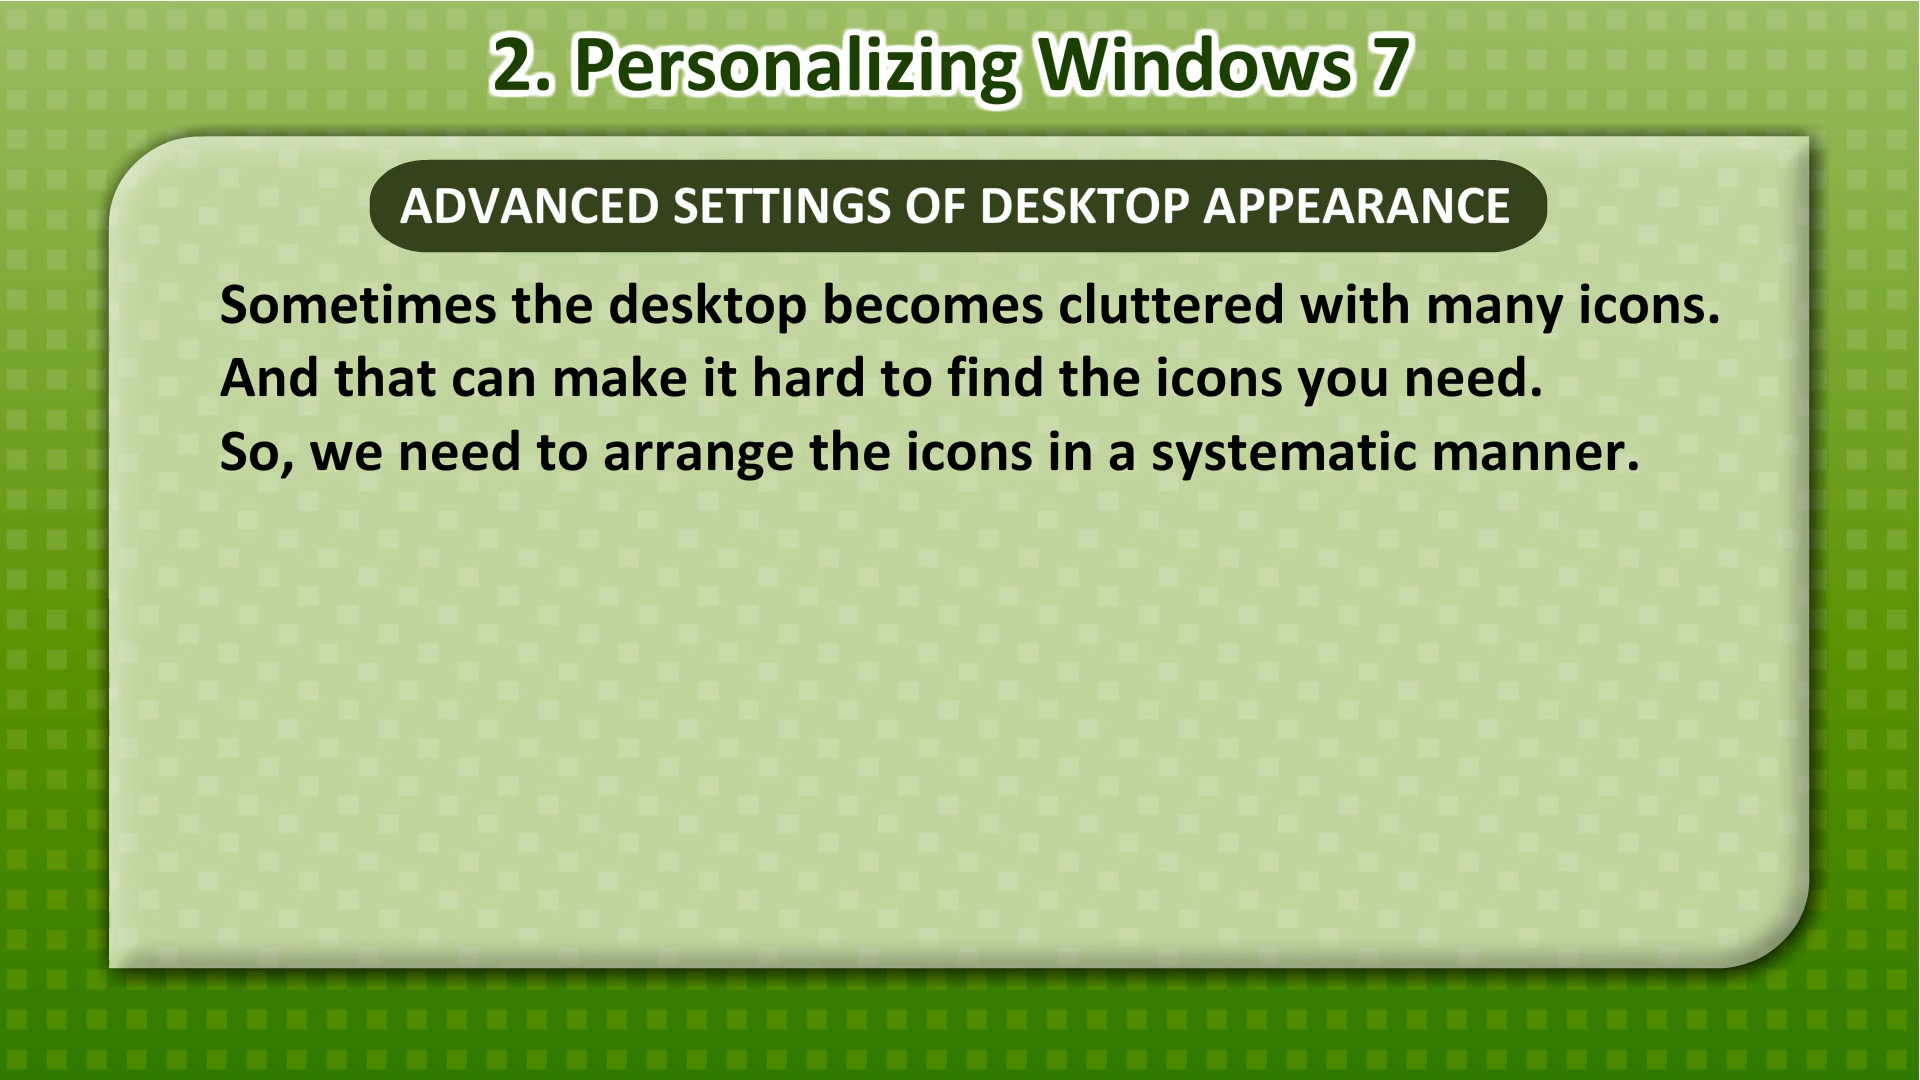 2. Personalizing Windows 7
ADVANCED SETTINGS OF DESKTOP APPEARANCE
Sometimes the desktop becomes cluttered with many icons.
And that can make it hard to find the icons you need.
So, we need to arrange the icons in a systematic manner.